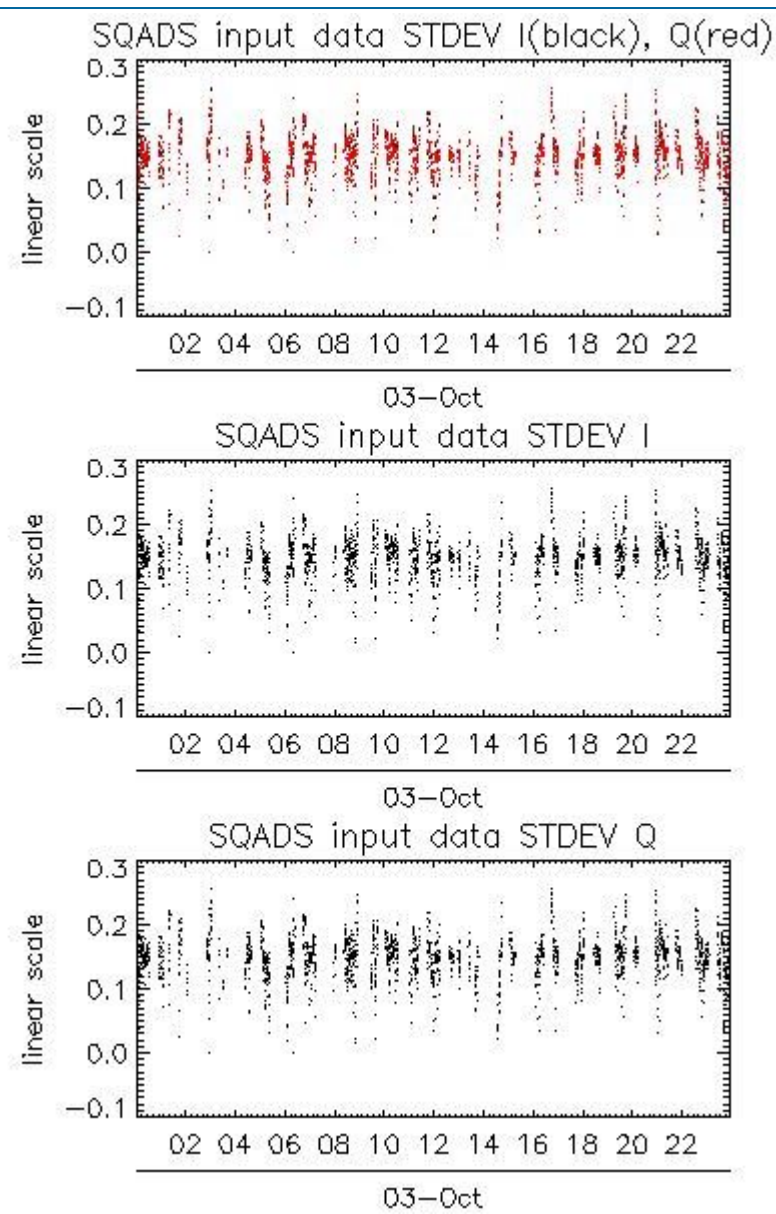 SQADS input data STDEV I(black), Q(red)
0.3
0.2
0.1
0.0
−0.1
linear scale
02 04 06 08 10 12 14 16 18 20 22
03−Oct
SQADS input data STDEV I
0.3
0.2
0.1
0.0
−0.1
linear scale
02 04 06 08 10 12 14 16 18 20 22
03−Oct
SQADS input data STDEV Q
0.3
0.2
0.1
0.0
−0.1
linear scale
02 04 06 08 10 12 14 16 18 20 22
03−Oct